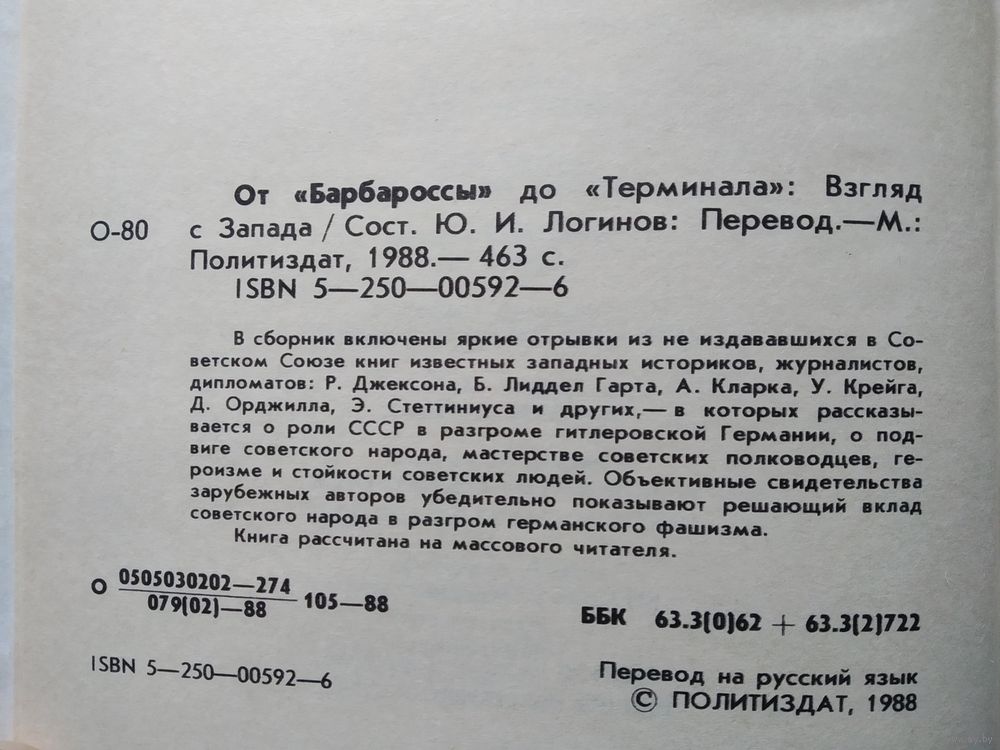 От «Барбароссы» до «Терминала»: Взгляд
О-80 с Запада / Сост. Ю. И. Логинов: Перевод.—М.:
Политиздат, 1988.— 463 с.
ISBN 5—250—00592—6
В сборник включены яркие отрывки из не издававшихся в Со-
ветском Союзе книг известных западных историков, журналистов,
дипломатов: Р. Джексона, Б. Лиддел Гарта, А. Кларка, У. Крейга,
Д. Орджилла, Э. Стеттиниуса и других,— в которых рассказы-
вается о роли СССР в разгроме гитлеровской Германии, о под-
виге советского народа, мастерстве советских полководцев, ге-
роизме и стойкости советских людей. Объективные свидетельства
зарубежных авторов убедительно показывают решающий вклад
советского народа в разгром германского фашизма.
Книга рассчитана на массового читателя.
О 0505030202—274
079(02)—88 105—88
ББК 63.3(0)62 + 63.3(2)722
ISBN 5—250—00592—6
Перевод на русский язык
© ПОЛИТИЗДАТ, 1988